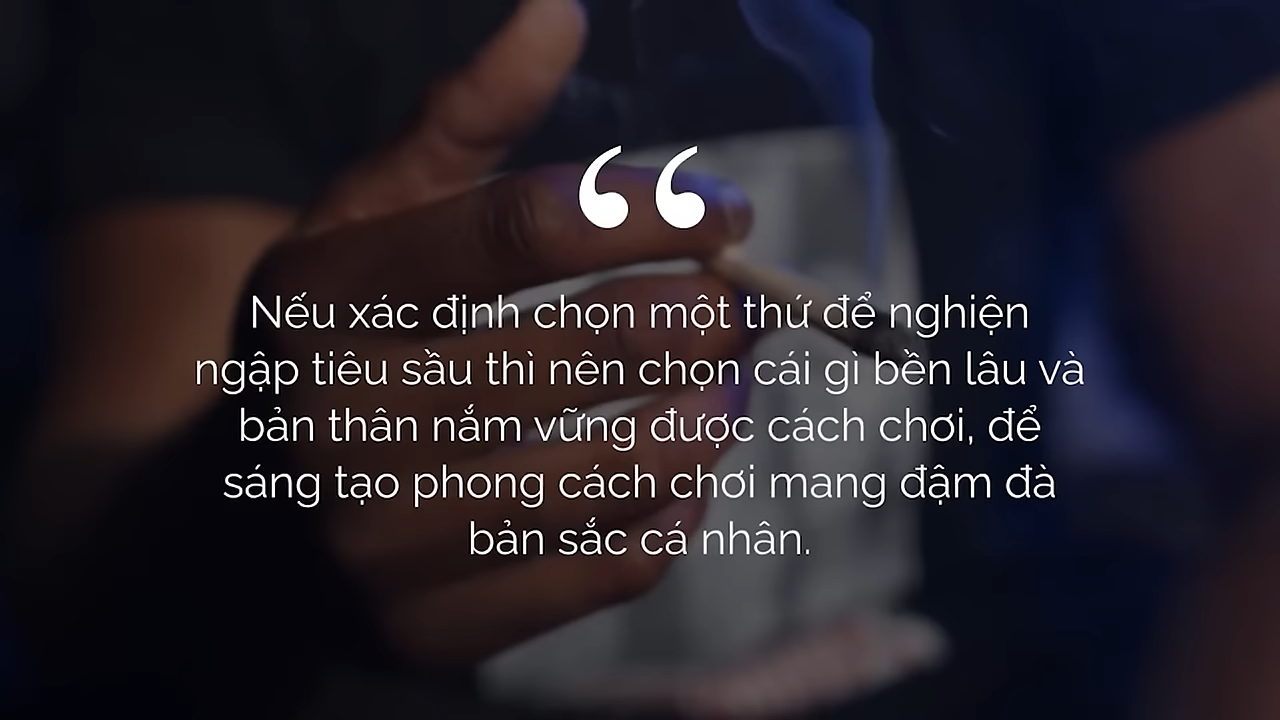 “
Nếu xác định chọn một thứ để nghiện
ngập tiêu sầu thì nên chọn cái gì bền lâu và
bản thân nắm vững được cách chơi, để
sáng tạo phong cách chơi mang đậm đà
bản sắc cá nhân.